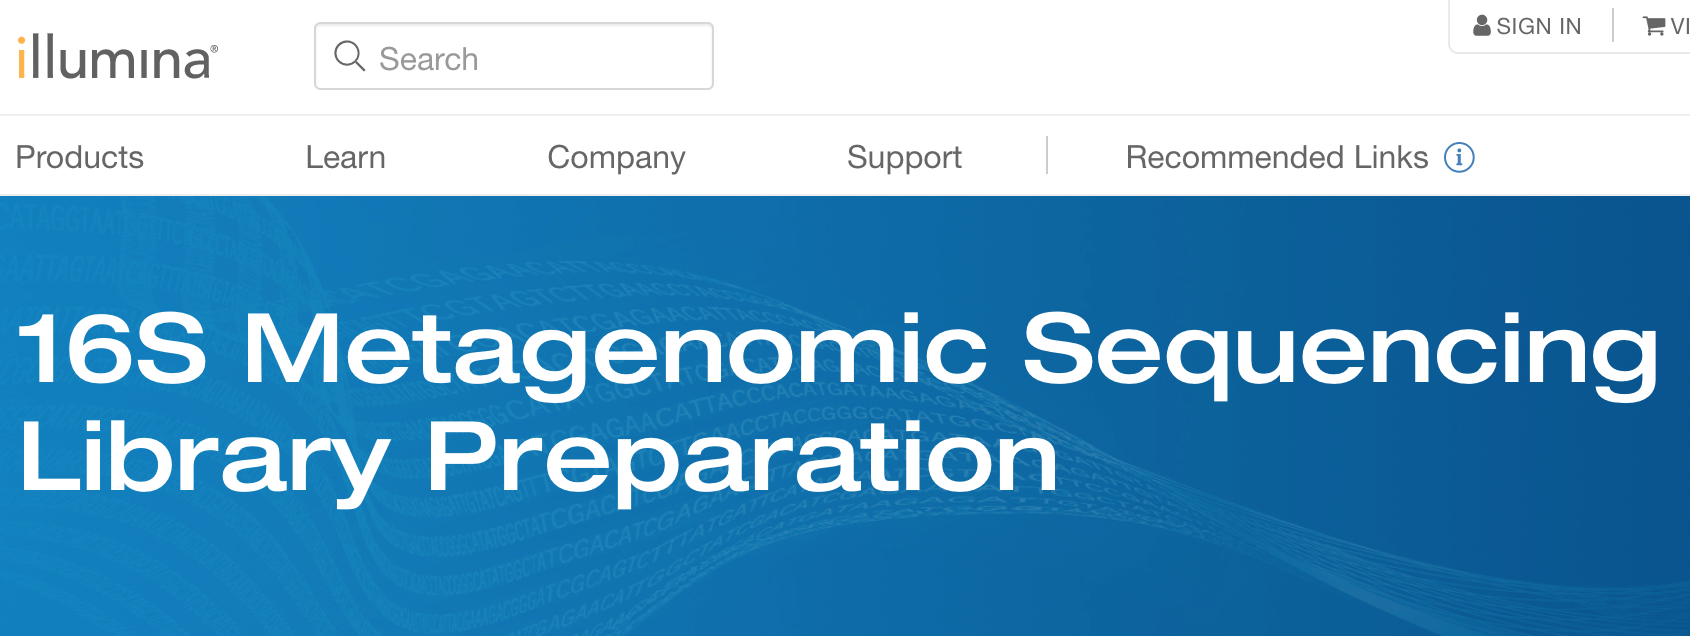 illumina®
Search
SIGN IN
Products
Learn
Company
Support
Recommended Links
16S Metagenomic Sequencing
Library Preparation